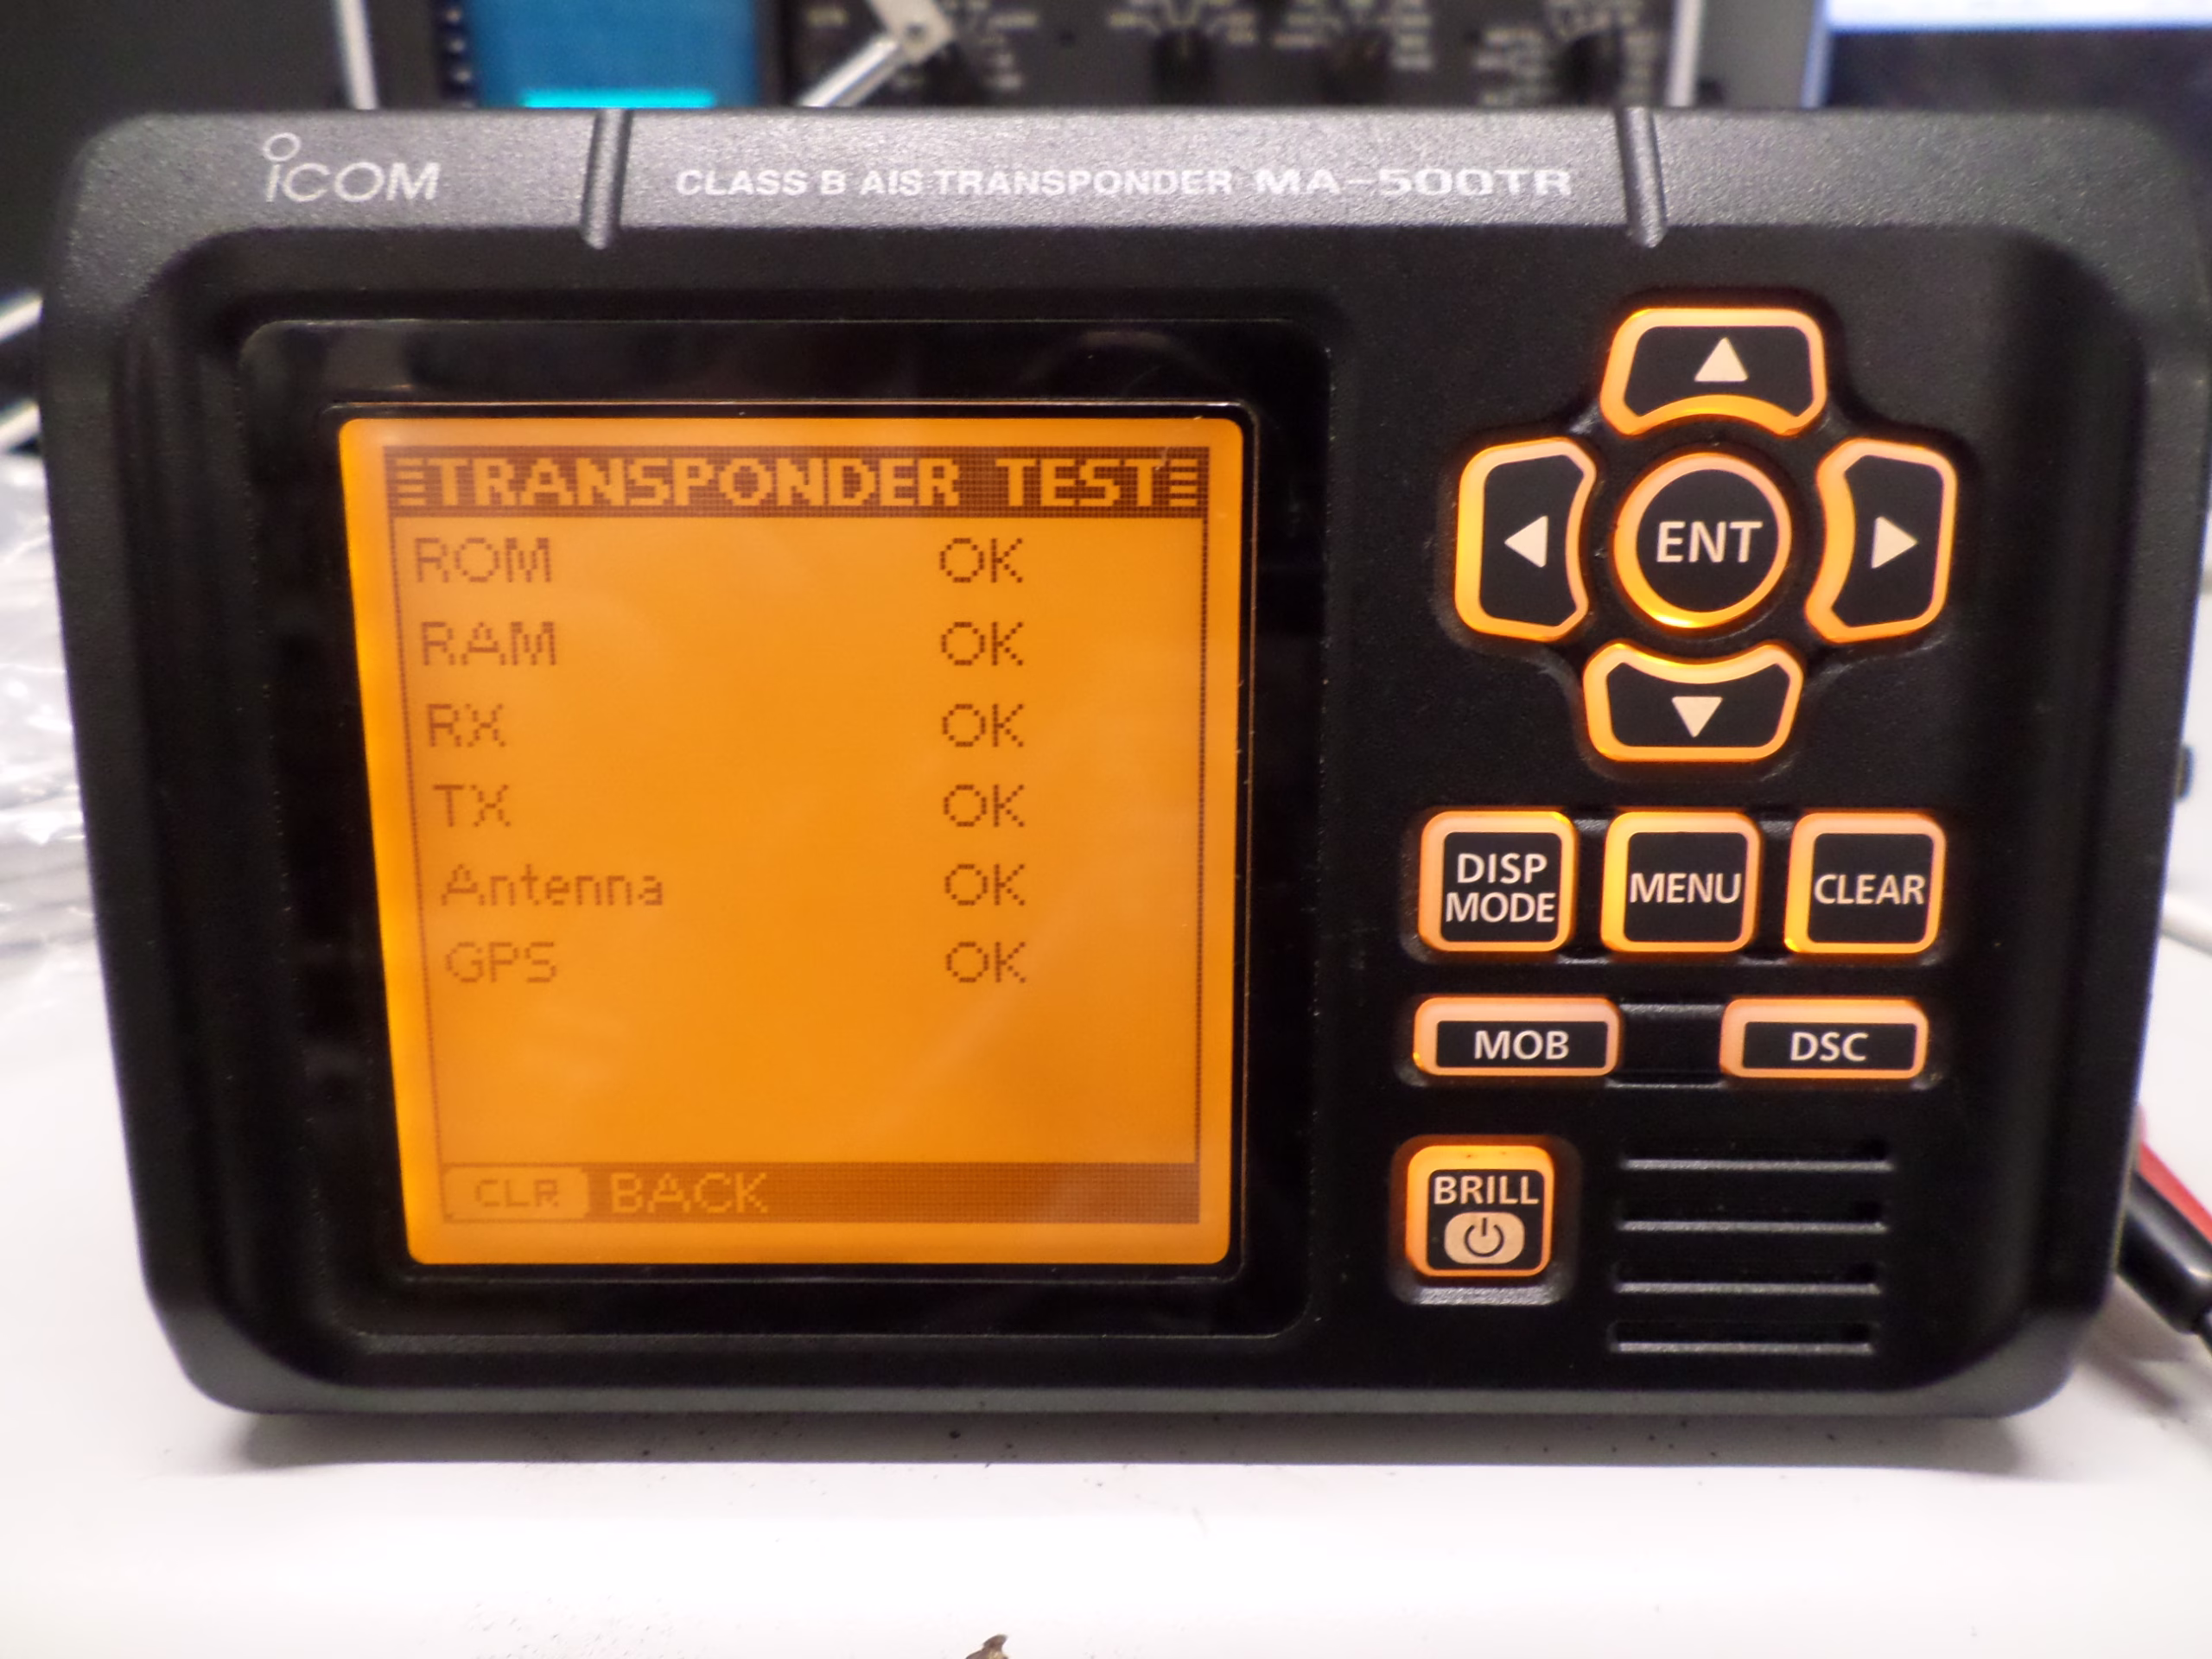 iCOM
CLASS B AIS TRANSPONDER MA-500TR
TRANSPONDER TEST
ROM OK
RAM OK
RX OK
TX OK
Antenna OK
GPS OK
CLR BACK
ENT
DISP MODE
MENU
CLEAR
MOB
DSC
BRILL